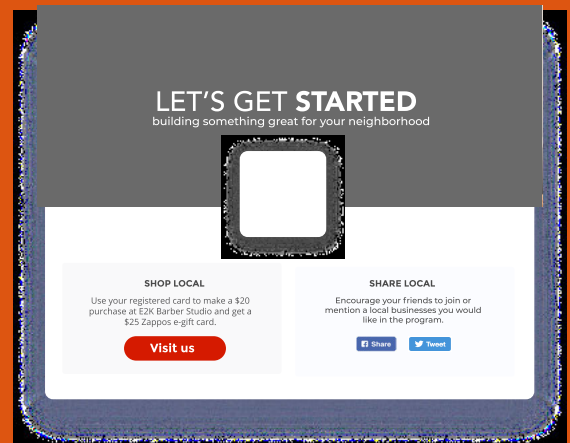 LET'S GET STARTED
building something great for your neighborhood
SHOP LOCAL
Use your registered card to make a $20
purchase at E2K Barber Studio and get a
$25 Zappos e-gift card.
Visit us
SHARE LOCAL
Encourage your friends to join or
mention a local businesses you would
like in the program.
Share
Tweet